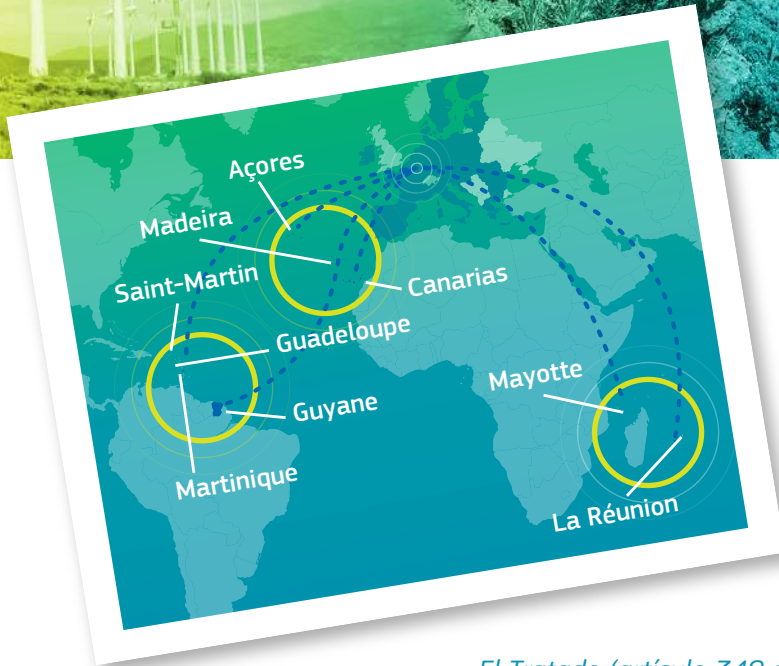 Açores
Madeira
Saint-Martin
Canarias
Guadeloupe
Mayotte
Guyane
Martinique
La Réunion
El Tratado (artículo 349